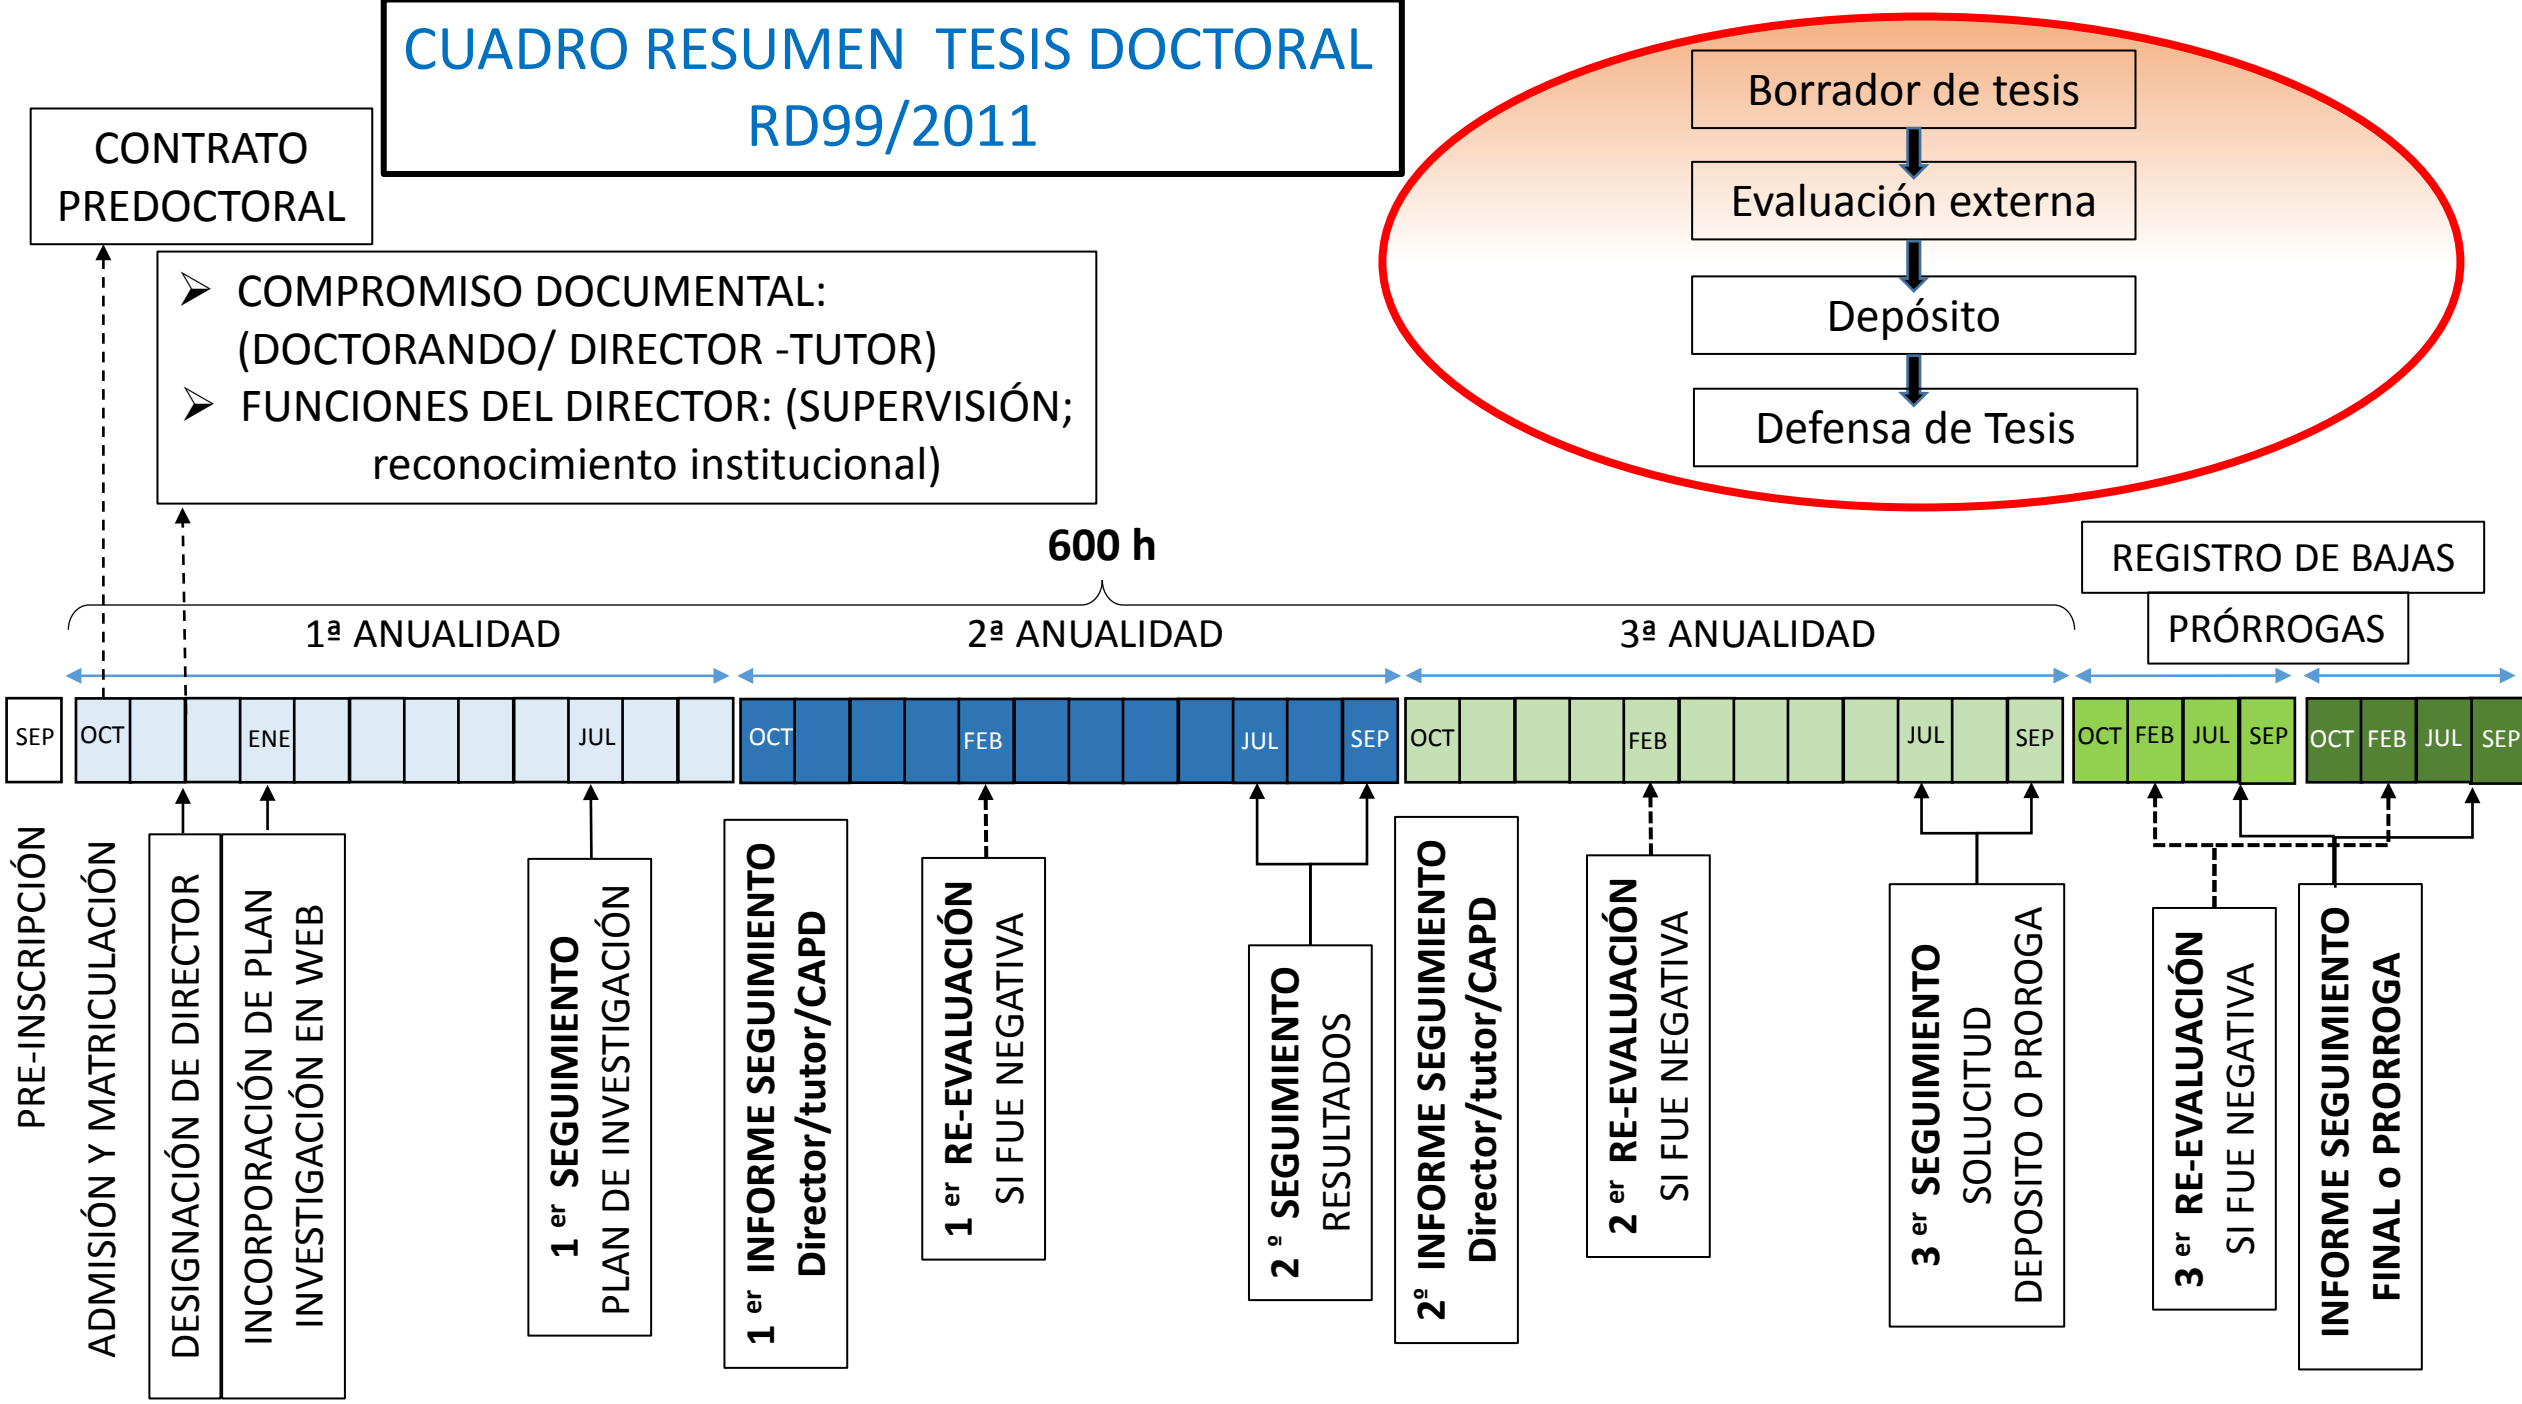 CUADRO RESUMEN TESIS DOCTORAL
RD99/2011
CONTRATO
PREDOCTORAL
COMPROMISO DOCUMENTAL:
(DOCTORANDO/ DIRECTOR -TUTOR)
FUNCIONES DEL DIRECTOR: (SUPERVISIÓN;
reconocimiento institucional)
Borrador de tesis
Evaluación externa
Depósito
Defensa de Tesis
600 h
REGISTRO DE BAJAS
PRÓRROGAS
1ª ANUALIDAD
2ª ANUALIDAD
3ª ANUALIDAD
SEP
OCT
ENE
JUL
OCT
FEB
JUL
SEP
OCT
FEB
JUL
SEP
OCT
FEB
JUL
SEP
OCT
FEB
JUL
SEP
PRE-INSCRIPCIÓN
ADMISIÓN Y MATRICULACIÓN
DESIGNACIÓN DE DIRECTOR
INCORPORACIÓN DE PLAN
INVESTIGACIÓN EN WEB
1 er SEGUIMIENTO
PLAN DE INVESTIGACIÓN
1 er INFORME SEGUIMIENTO
Director/tutor/CAPD
1 er RE-EVALUACIÓN
SI FUE NEGATIVA
2 º SEGUIMIENTO
RESULTADOS
2º INFORME SEGUIMIENTO
Director/tutor/CAPD
2 er RE-EVALUACIÓN
SI FUE NEGATIVA
3 er SEGUIMIENTO
SOLUCITUD
DEPOSITO O PROROGA
3 er RE-EVALUACIÓN
SI FUE NEGATIVA
INFORME SEGUIMIENTO
FINAL o PRORROGA